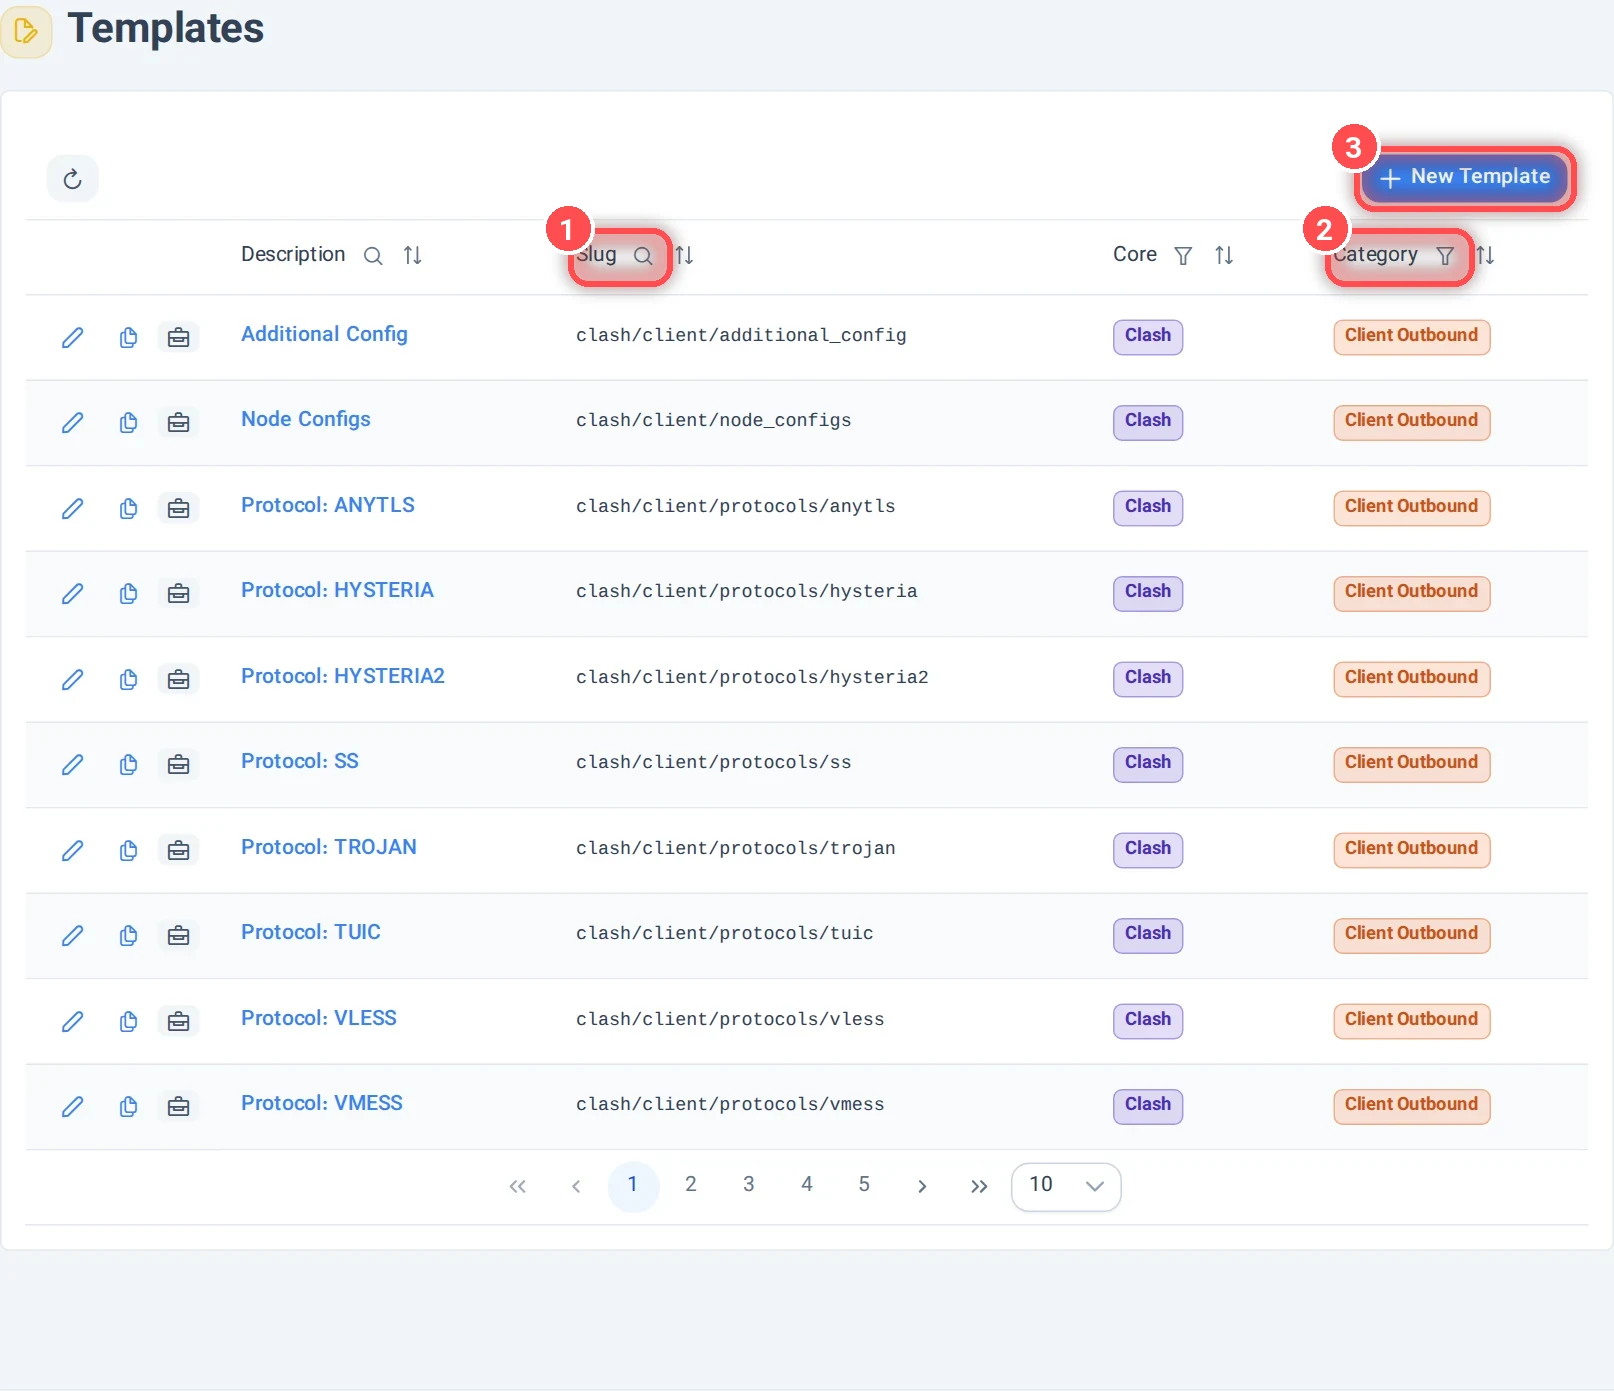 Templates
3
New Template
1
2
Description
Slug
Core
Category
Additional Config clash/client/additional_config Clash Client Outbound
Node Configs clash/client/node_configs Clash Client Outbound
Protocol: ANYTLS clash/client/protocols/anytls Clash Client Outbound
Protocol: HYSTERIA clash/client/protocols/hysteria Clash Client Outbound
Protocol: HYSTERIA2 clash/client/protocols/hysteria2 Clash Client Outbound
Protocol: SS clash/client/protocols/ss Clash Client Outbound
Protocol: TROJAN clash/client/protocols/trojan Clash Client Outbound
Protocol: TUIC clash/client/protocols/tuic Clash Client Outbound
Protocol: VLESS clash/client/protocols/vless Clash Client Outbound
Protocol: VMESS clash/client/protocols/vmess Clash Client Outbound
« ‹ 1 2 3 4 5 › » 10